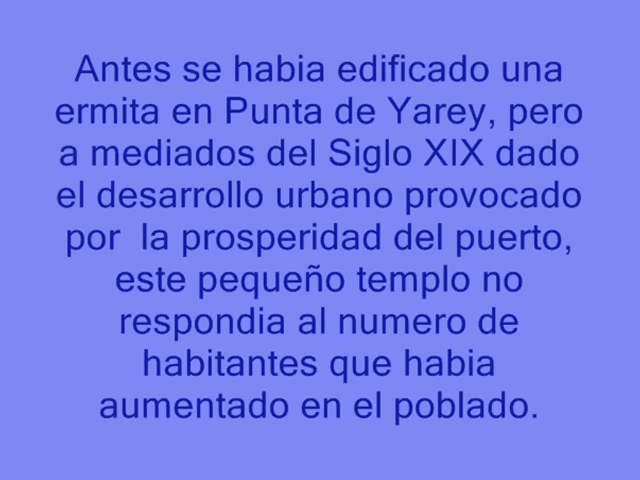 Antes se habia edificado una
ermita en Punta de Yarey, pero
a mediados del Siglo XIX dado
el desarrollo urbano provocado
por  la prosperidad del puerto,
este pequeño templo no
respondia al numero de
habitantes que habia
aumentado en el poblado.